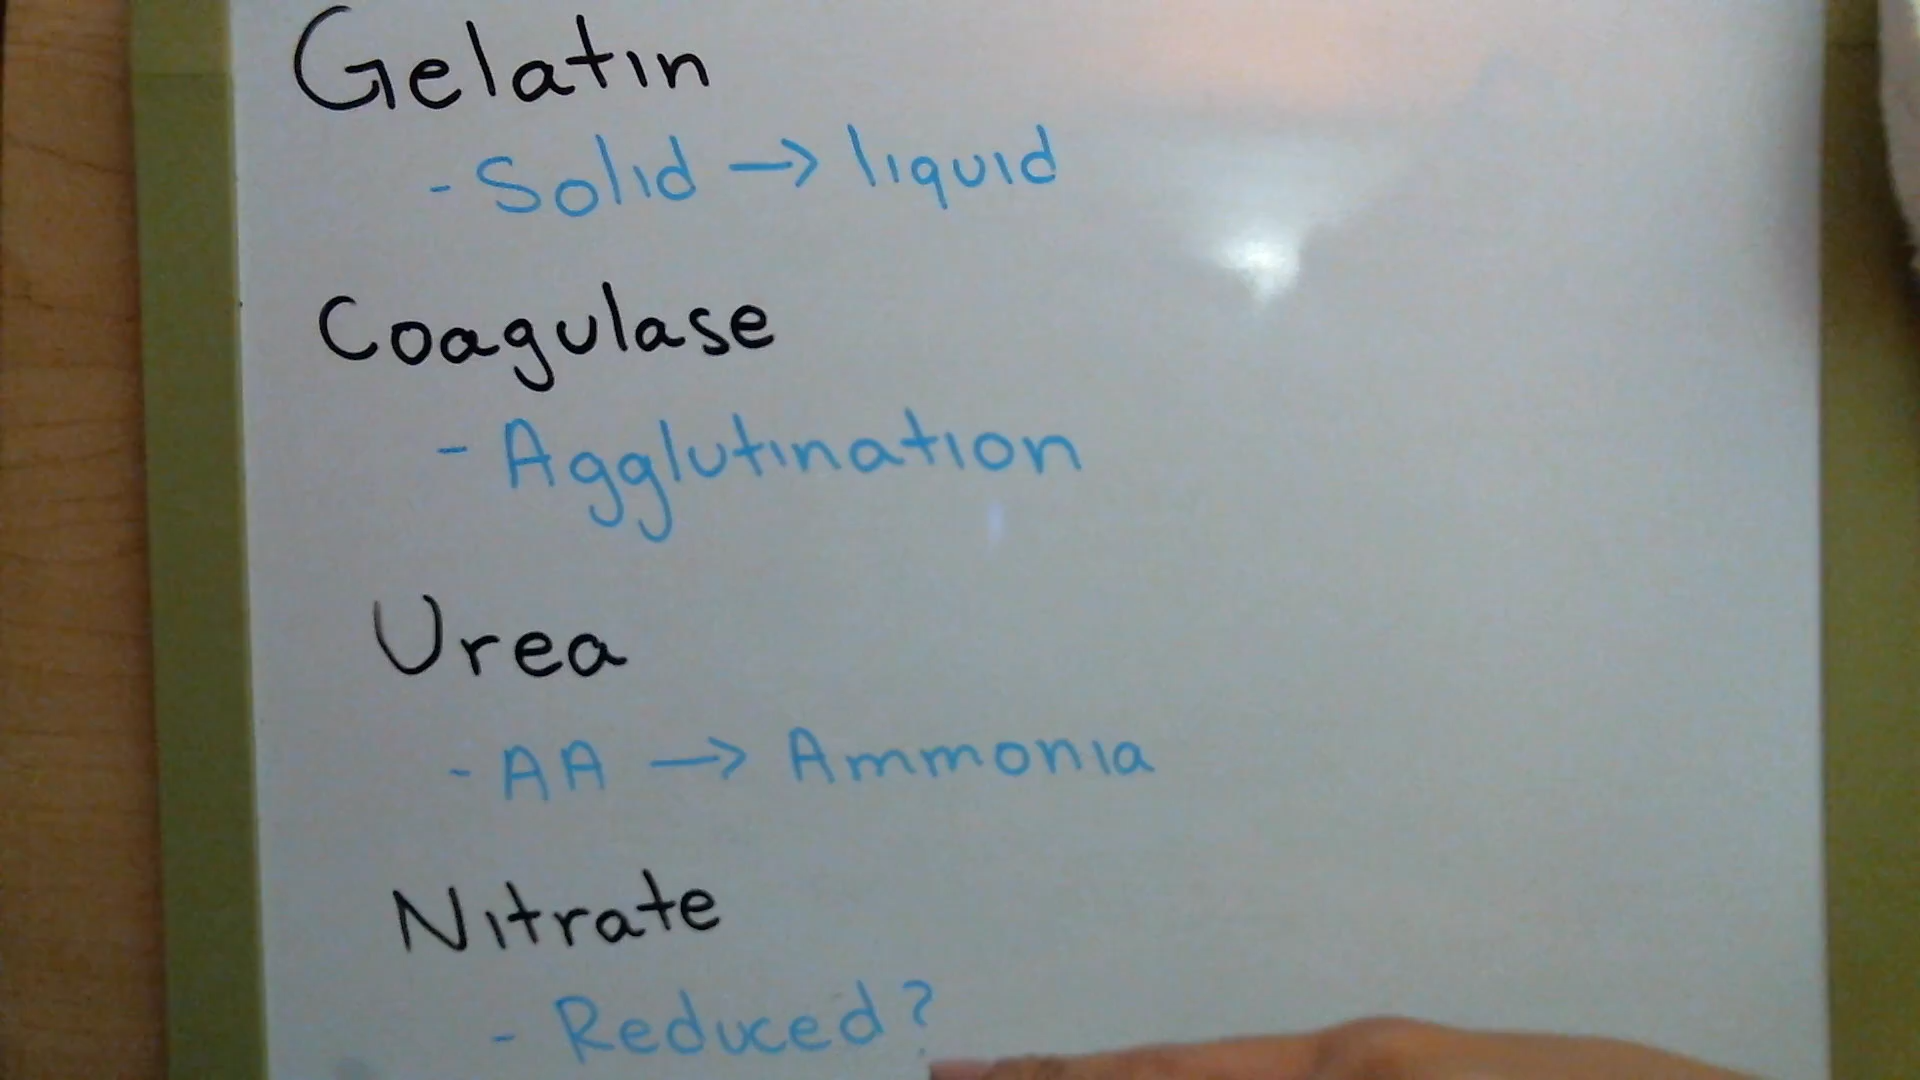 Gelatin
- Solid → liquid
Coagulase
- Agglutination
Urea
- AA → Ammonia
Nitrate
- Reduced?